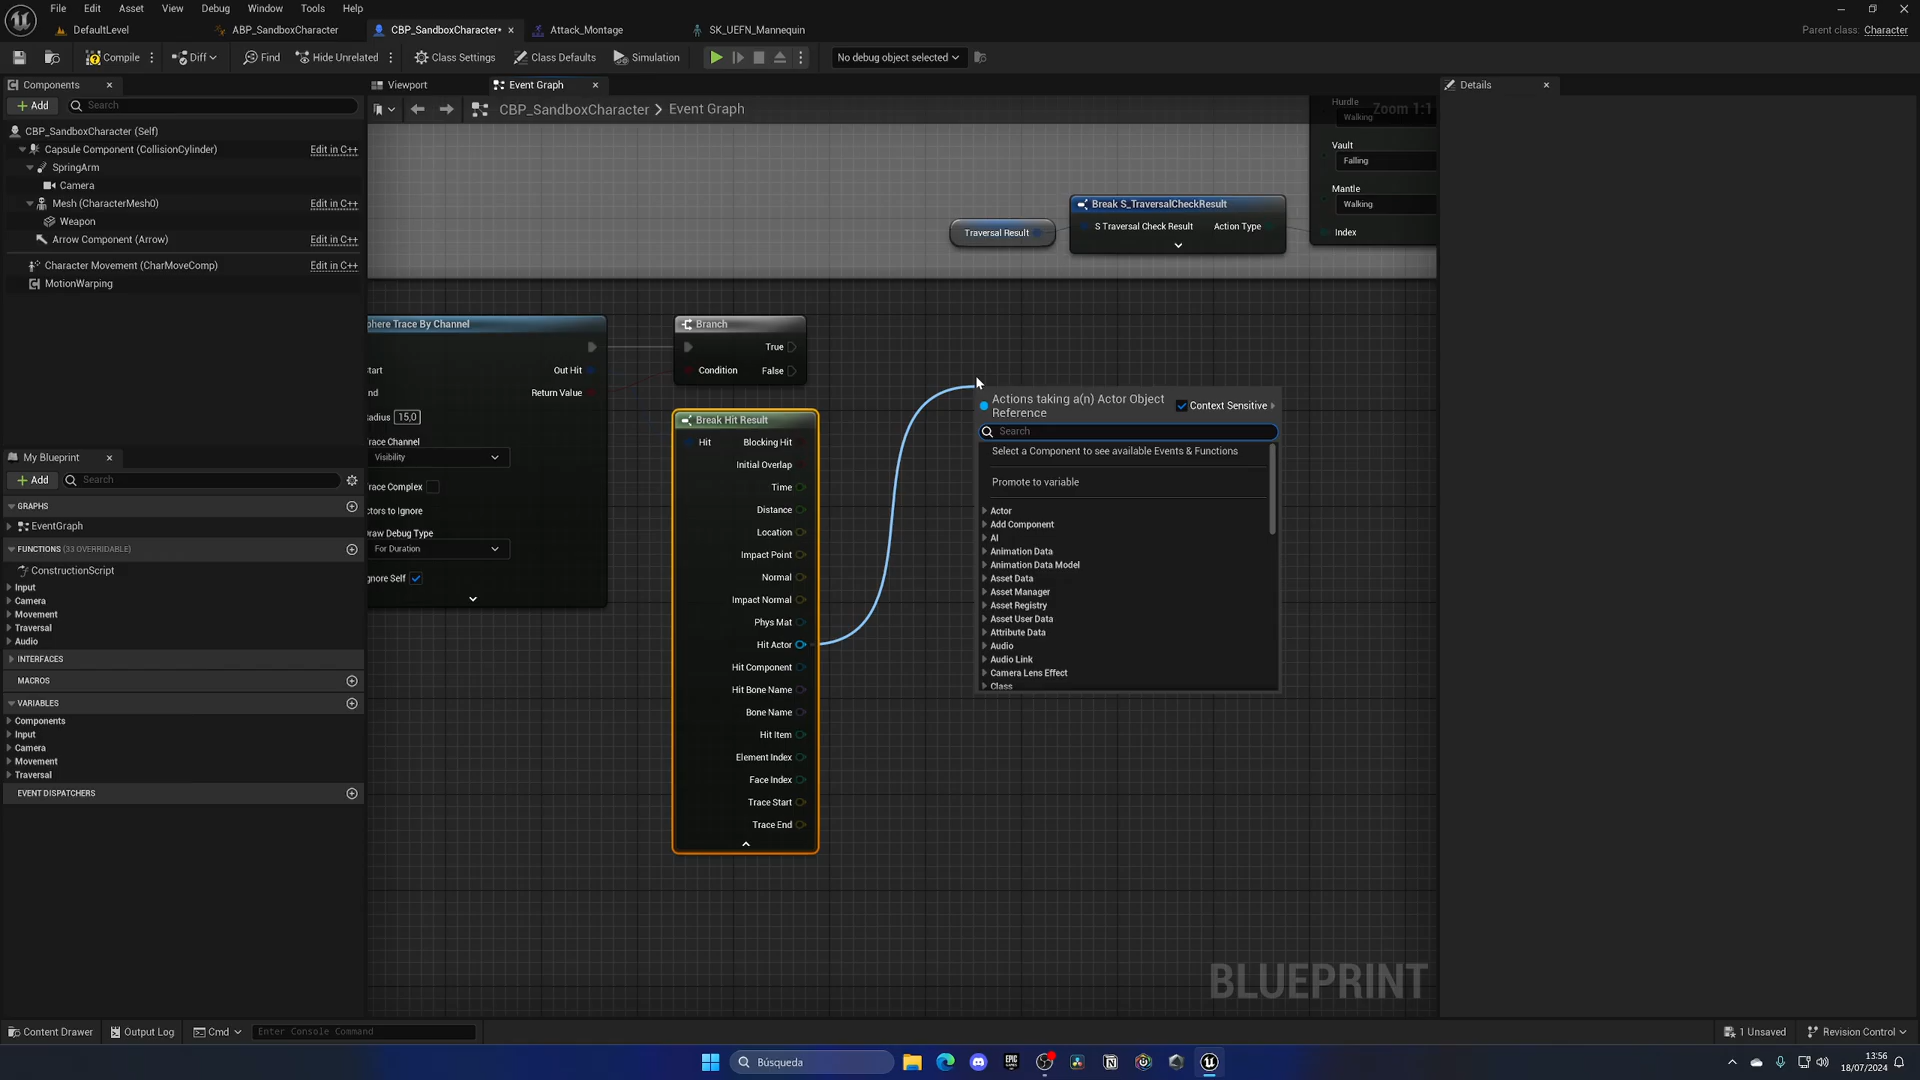 File Edit Asset View Debug Window Tools Help
DefaultLevel ABP_SandboxCharacter CBP_SandboxCharacter* Attack_Montage SK_UEFN_Mannequin Parent class: Character
Compile Diff Find Hide Unrelated Class Settings Class Defaults Simulation No debug object selected
Components Viewport Event Graph Details
Add Search CBP_SandboxCharacter > Event Graph Zoom 1:1
CBP_SandboxCharacter (Self)
Capsule Component (CollisionCylinder) Edit in C++
SpringArm
Camera
Mesh (CharacterMesh0) Edit in C++
Weapon
Arrow Component (Arrow) Edit in C++
Character Movement (CharMoveComp) Edit in C++
MotionWarping
Hurdle
Walking
Vault
Falling
Mantle
Walking
Index
Traversal Result
Break S_TraversalCheckResult
S Traversal Check Result Action Type
phere Trace By Channel
tart
Out Hit
nd
Return Value
adius 15,0
race Channel
Visibility
race Complex
ctors to Ignore
raw Debug Type
For Duration
gnore Self
Branch
True
Condition False
Break Hit Result
Hit Blocking Hit
Initial Overlap
Time
Distance
Location
Impact Point
Normal
Impact Normal
Phys Mat
Hit Actor
Hit Component
Hit Bone Name
Bone Name
Hit Item
Element Index
Face Index
Trace Start
Trace End
Actions taking a(n) Actor Object
Reference
Context Sensitive
Search
Select a Component to see available Events & Functions
Promote to variable
Actor
Add Component
AI
Animation Data
Animation Data Model
Asset Data
Asset Manager
Asset Registry
Asset User Data
Attribute Data
Audio
Audio Link
Camera Lens Effect
Class
My Blueprint
Add Search
GRAPHS
EventGraph
FUNCTIONS (33 OVERRIDABLE)
ConstructionScript
Input
Camera
Movement
Traversal
Audio
INTERFACES
MACROS
VARIABLES
Components
Input
Camera
Movement
Traversal
EVENT DISPATCHERS
BLUEPRINT
Content Drawer Output Log Cmd Enter Console Command 1 Unsaved Revision Control
Búsqueda
EPIC
13:56
18/07/2024